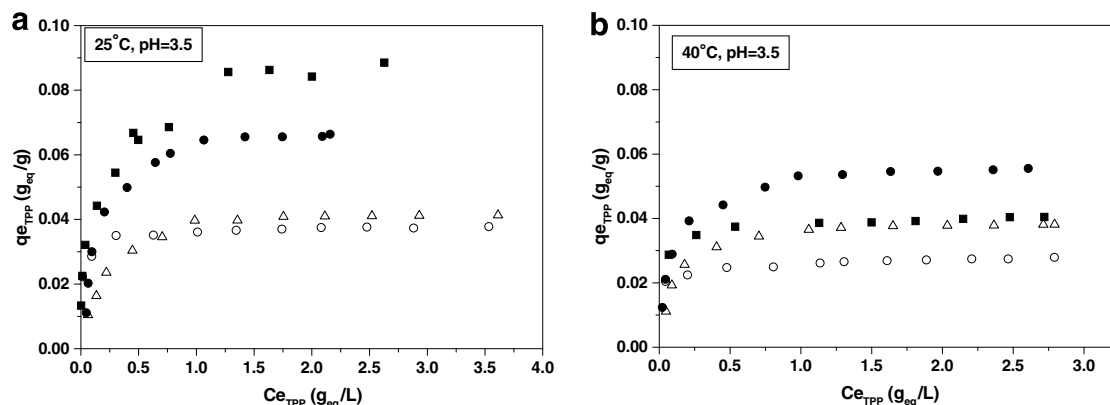 a
25°C, pH=3.5
0.10
0.08
0.06
0.04
0.02
0.00
qe_TPP (g_eq/g)
0.0 0.5 1.0 1.5 2.0 2.5 3.0 3.5 4.0
Ce_TPP (g_eq/L)
b
40°C, pH=3.5
0.10
0.08
0.06
0.04
0.02
0.00
qe_TPP (g_eq/g)
0.0 0.5 1.0 1.5 2.0 2.5 3.0
Ce_TPP (g_eq/L)